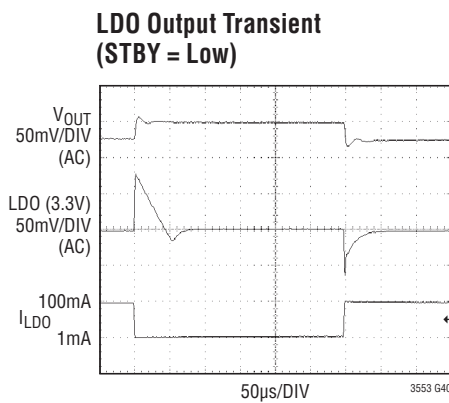 LDO Output Transient
(STBY = Low)
VOUT
50mV/DIV
(AC)
LDO (3.3V)
50mV/DIV
(AC)
100mA
ILDO
1mA
50µs/DIV
3553 G40